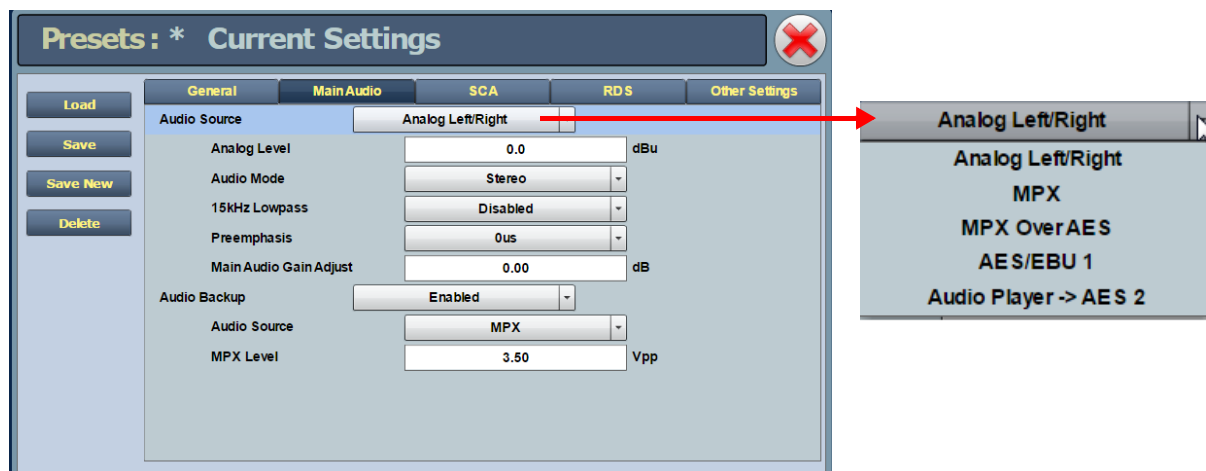 Presets: * Current Settings
Load
Save
Save New
Delete
General Main Audio SCA RDS Other Settings
Audio Source Analog Left/Right
Analog Level 0.0 dBu
Audio Mode Stereo
15kHz Lowpass Disabled
Preemphasis 0us
Main Audio Gain Adjust 0.00 dB
Audio Backup Enabled
Audio Source MPX
MPX Level 3.50 Vpp
Analog Left/Right
Analog Left/Right
MPX
MPX Over AES
AES/EBU 1
Audio Player -> AES 2